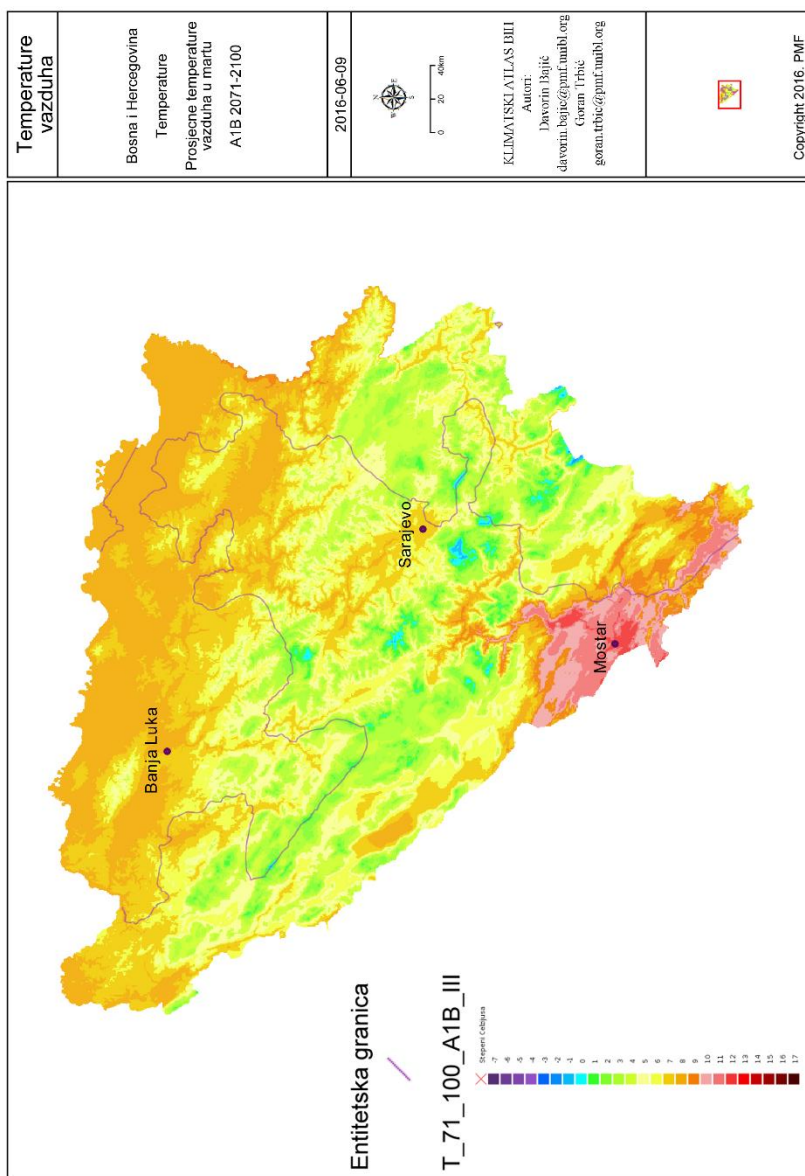 Temperature
vazduha
Bosna i Hercegovina
Temperature
Prosjecne temperature
vazduha u martu
A1B 2071-2100
2016-06-09
N
W E
S
0 20 40km
KLIMATSKI ATLAS BIH
Autori:
Davorin Bajić
davorin.bajic@pmf.unibl.org
Goran Trbić
goran.trbic@pmf.unibl.org
Copyright 2016. PMF
Banja Luka
Sarajevo
Mostar
Entitetska granica
T_71_100_A1B_III
Stepeni Celzijusa
-7
-6
-5
-4
-3
-2
-1
0
1
2
3
4
5
6
7
8
9
10
11
12
13
14
15
16
17